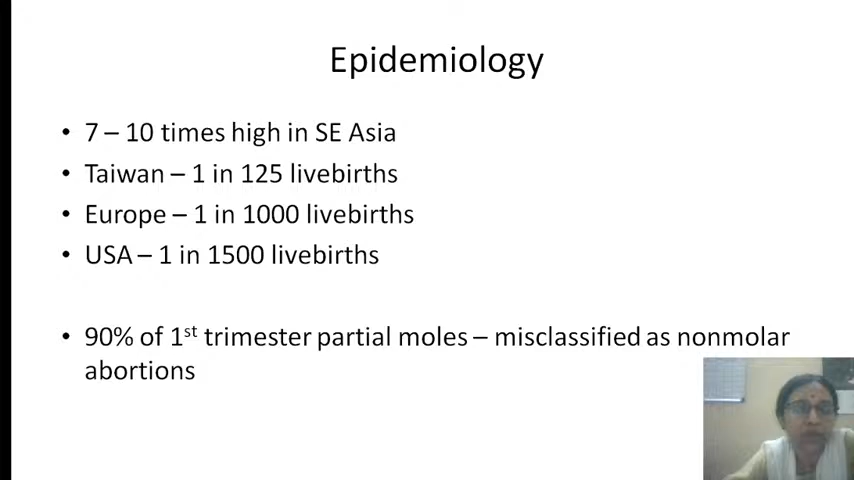 Epidemiology
• 7 – 10 times high in SE Asia
• Taiwan – 1 in 125 livebirths
• Europe – 1 in 1000 livebirths
• USA – 1 in 1500 livebirths
• 90% of 1st trimester partial moles – misclassified as nonmolar
abortions